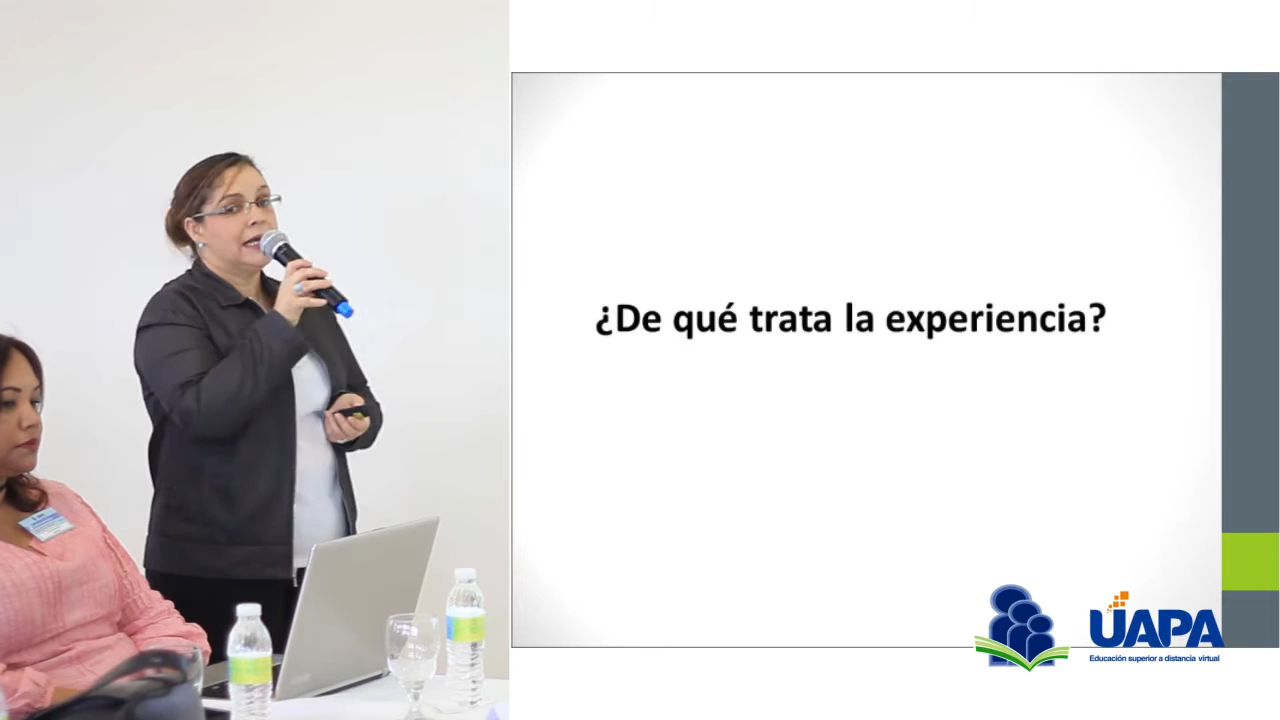 ¿De qué trata la experiencia?
UAPA
Educación superior a distancia virtual